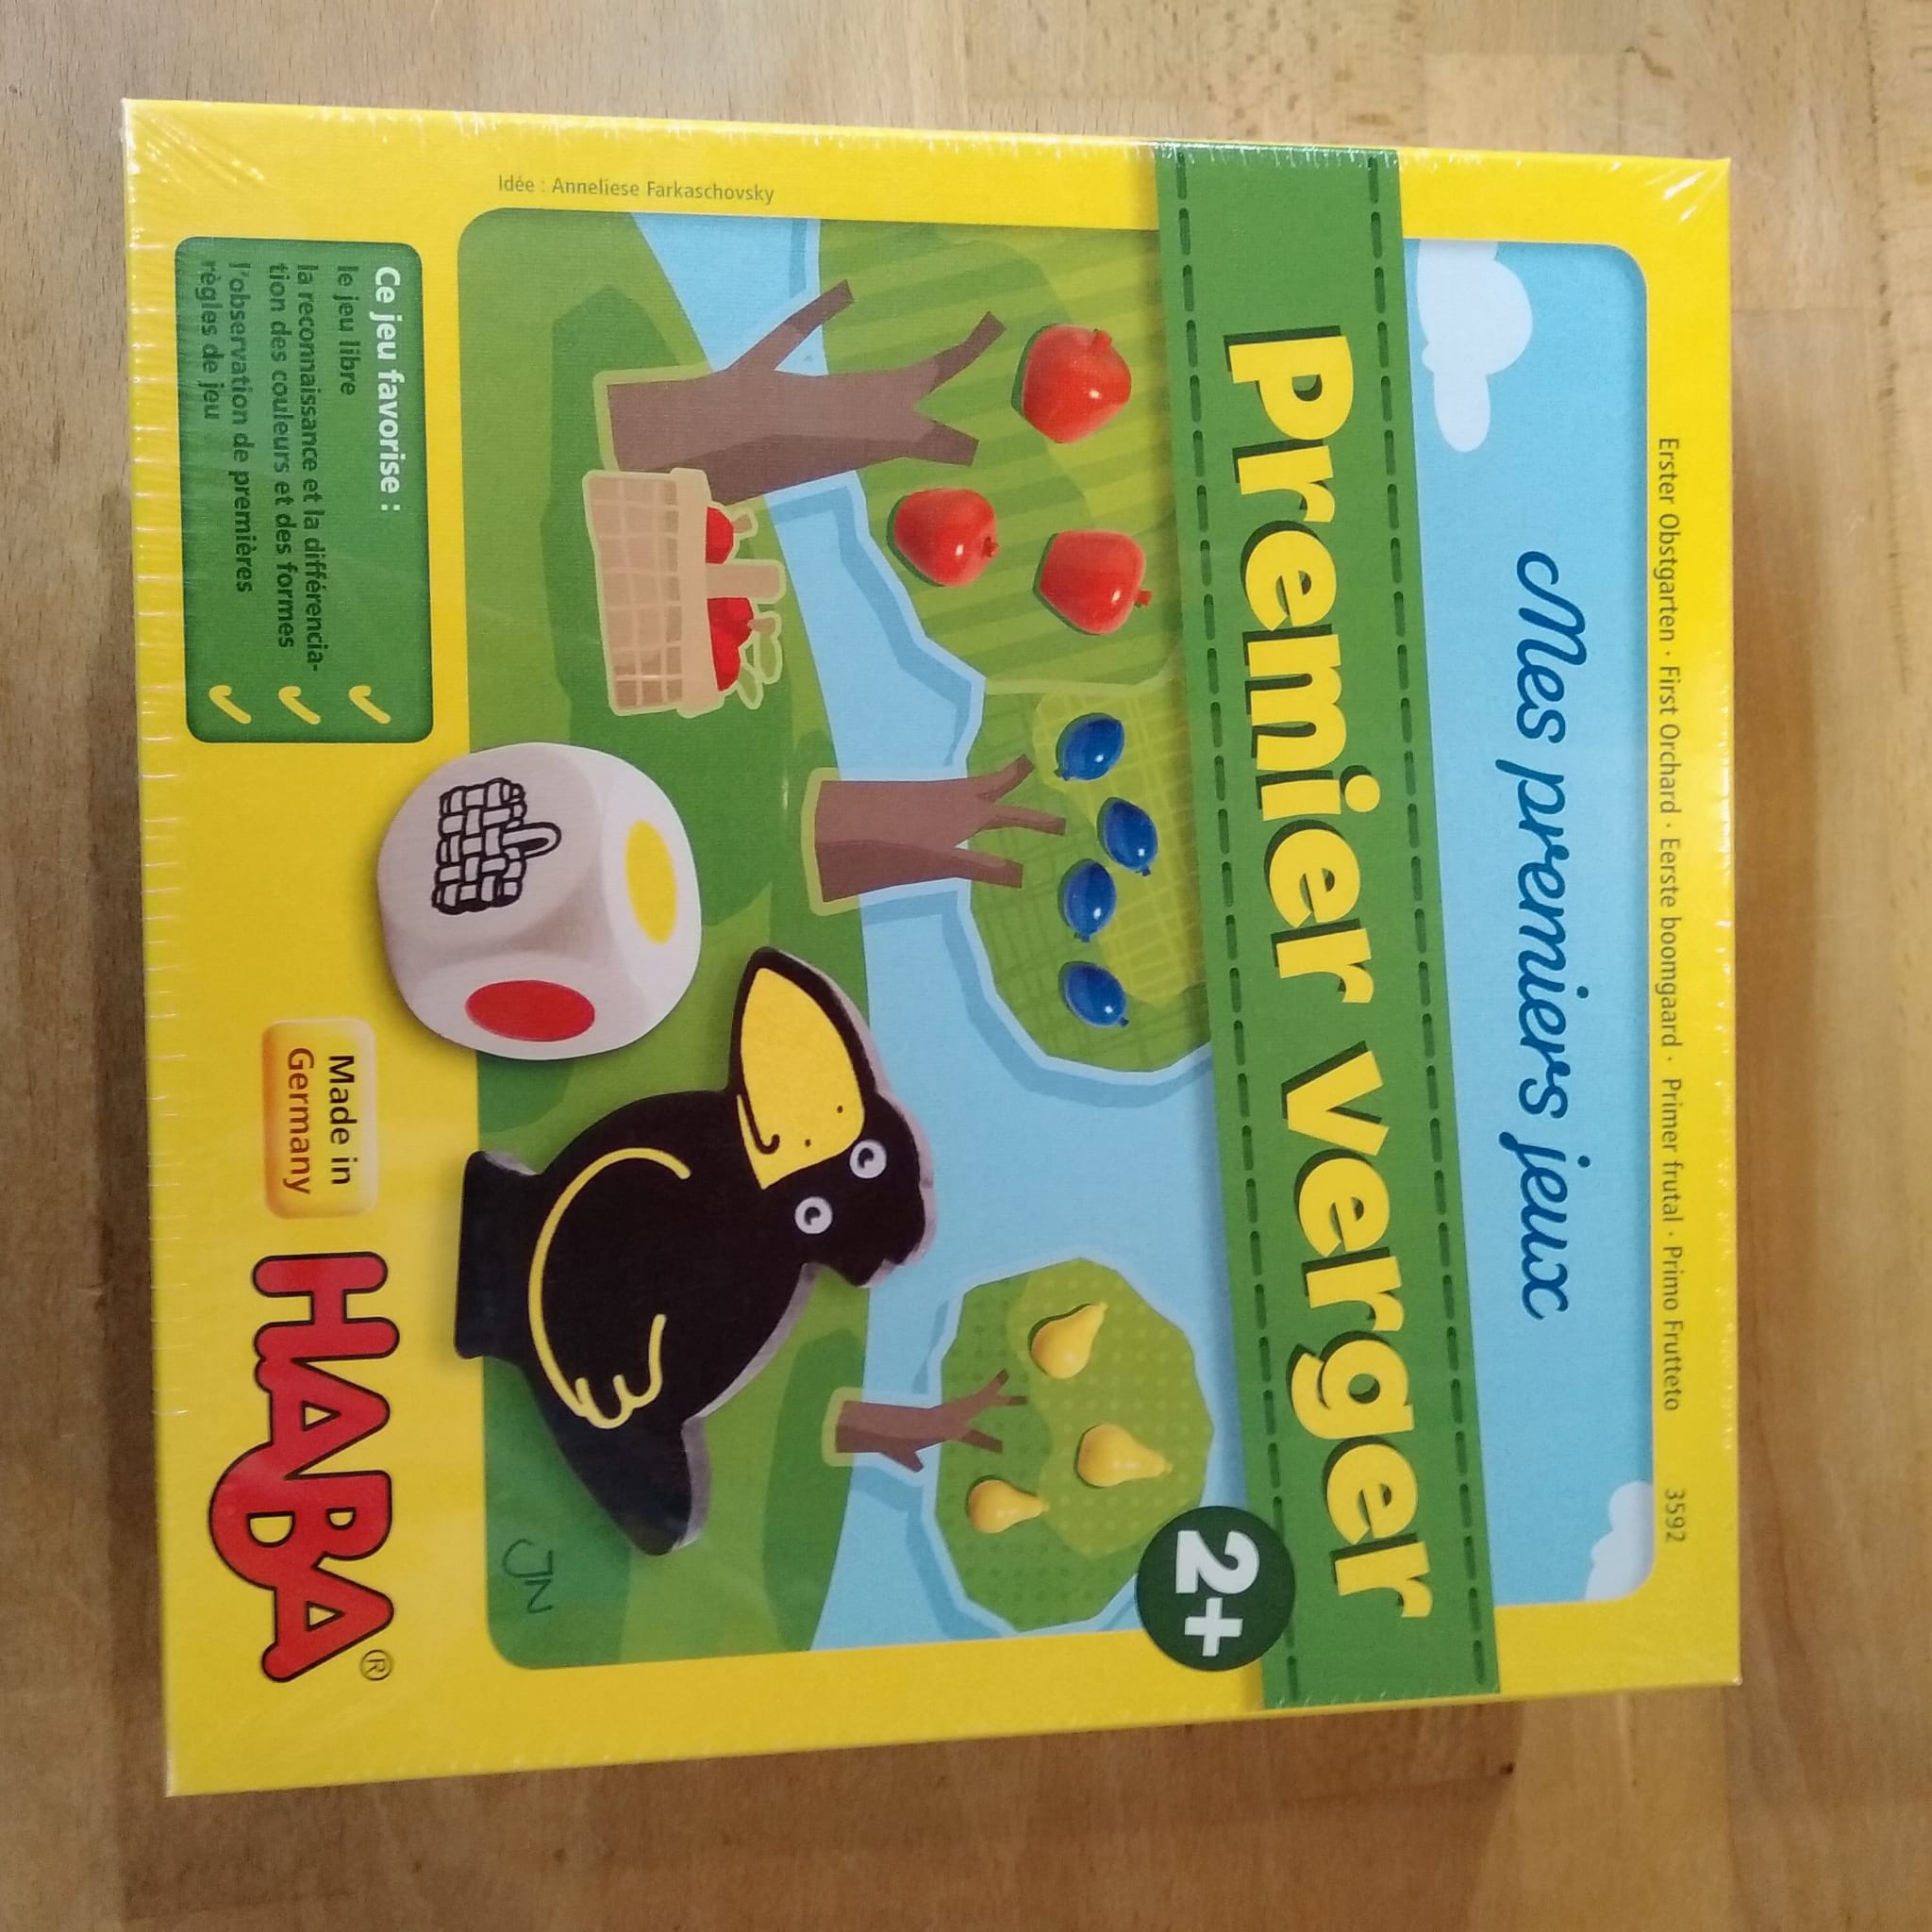 Erster Obstgarten · First Orchard · Eerste boomgaard · Primer frutal · Primo Frutteto 3592
Mes premiers jeux
Premier Verger
2+
Idée : Anneliese Farkaschovsky
JN
Ce jeu favorise :
le jeu libre
la reconnaissance et la différencia-
tion des couleurs et des formes
l'observation de premières
règles de jeu
Made in
Germany
HABA®